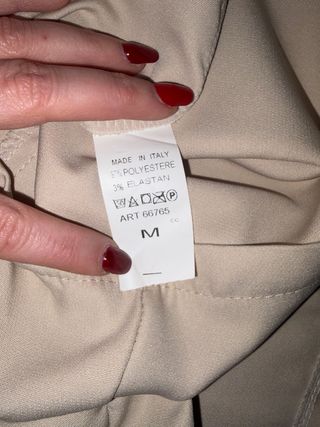 MADE IN ITALY
POLYESTERE
3% ELASTAN
ART 66765
M